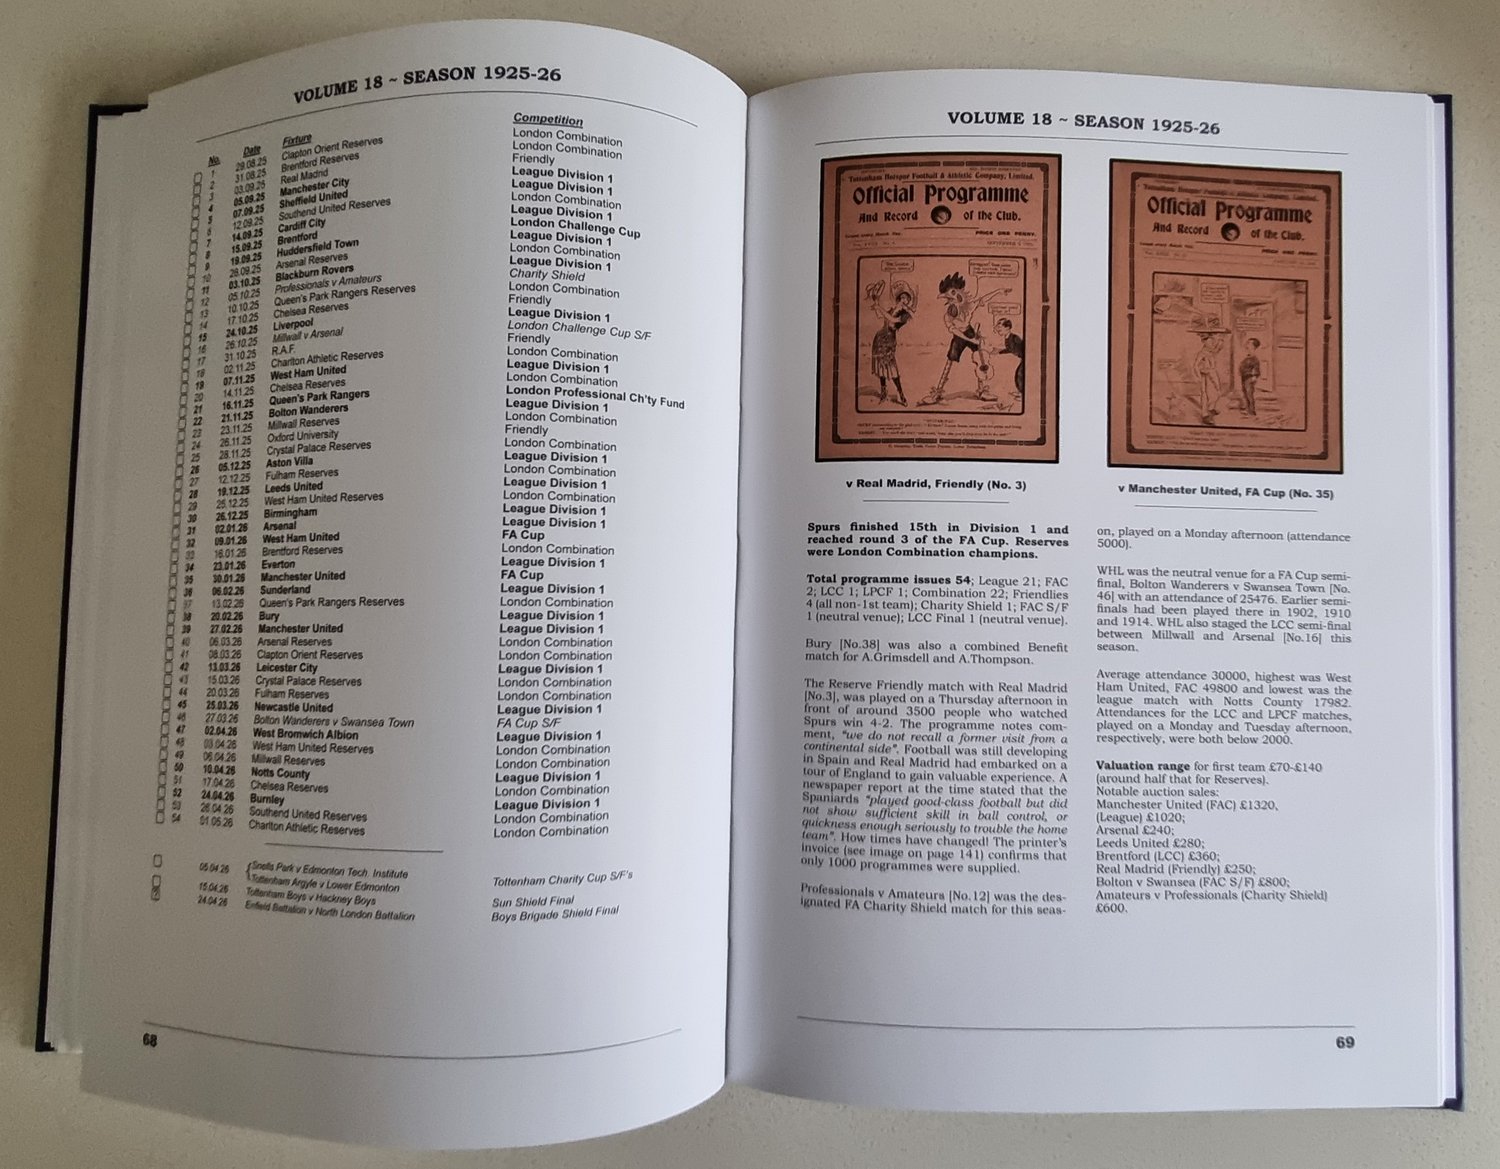 VOLUME 18 ~ SEASON 1925-26
No. Date Fixture Competition
1 29.08.25 Clapton Orient Reserves London Combination
2 31.08.25 Brentford Reserves London Combination
3 03.09.25 Real Madrid Friendly
4 05.09.25 Manchester City League Division 1
5 07.09.25 Sheffield United League Division 1
6 12.09.25 Southend United Reserves London Combination
7 14.09.25 Cardiff City League Division 1
8 15.09.25 Brentford London Challenge Cup
9 19.09.25 Huddersfield Town League Division 1
10 26.09.25 Arsenal Reserves London Combination
11 03.10.25 Blackburn Rovers League Division 1
12 05.10.25 Professionals v Amateurs Charity Shield
13 10.10.25 Queen's Park Rangers Reserves London Combination
14 17.10.25 Chelsea Reserves Friendly
15 24.10.25 Liverpool League Division 1
16 26.10.25 Millwall v Arsenal London Challenge Cup S/F
17 31.10.25 R.A.F. Friendly
18 02.11.25 Charlton Athletic Reserves London Combination
19 07.11.25 West Ham United League Division 1
20 14.11.25 Chelsea Reserves London Combination
21 16.11.25 Queen's Park Rangers London Professional Ch'ty Fund
22 21.11.25 Bolton Wanderers League Division 1
23 23.11.25 Millwall Reserves London Combination
24 26.11.25 Oxford University Friendly
25 28.11.25 Crystal Palace Reserves London Combination
26 05.12.25 Aston Villa League Division 1
27 12.12.25 Fulham Reserves London Combination
28 19.12.25 Leeds United League Division 1
29 25.12.25 West Ham United Reserves London Combination
30 26.12.25 Birmingham League Division 1
31 02.01.26 Arsenal League Division 1
32 09.01.26 West Ham United FA Cup
33 16.01.26 Brentford Reserves London Combination
34 23.01.26 Everton League Division 1
35 30.01.26 Manchester United FA Cup
36 06.02.26 Sunderland League Division 1
37 13.02.26 Queen's Park Rangers Reserves London Combination
38 20.02.26 Bury League Division 1
39 27.02.26 Manchester United League Division 1
40 06.03.26 Arsenal Reserves London Combination
41 08.03.26 Clapton Orient Reserves London Combination
42 13.03.26 Leicester City League Division 1
43 15.03.26 Crystal Palace Reserves London Combination
44 20.03.26 Fulham Reserves London Combination
45 25.03.26 Newcastle United League Division 1
46 27.03.26 Bolton Wanderers v Swansea Town FA Cup S/F
47 02.04.26 West Bromwich Albion League Division 1
48 03.04.26 West Ham United Reserves London Combination
49 06.04.26 Millwall Reserves London Combination
50 10.04.26 Notts County League Division 1
51 17.04.26 Chelsea Reserves London Combination
52 24.04.26 Burnley League Division 1
53 26.04.26 Southend United Reserves London Combination
54 01.05.26 Charlton Athletic Reserves London Combination
05.04.26 {Snells Park v Edmonton Tech. Institute
{Tottenham Argyle v Lower Edmonton Tottenham Charity Cup S/F's
15.04.26 Tottenham Boys v Hackney Boys Sun Shield Final
24.04.26 Enfield Battalion v North London Battalion Boys Brigade Shield Final
68
VOLUME 18 ~ SEASON 1925-26
Tottenham Hotspur Football & Athletic Company, Limited.
Official Programme
And Record of the Club.
PRICE ONE PENNY.
v Real Madrid, Friendly (No. 3)
Tottenham Hotspur Football & Athletic Company, Limited.
Official Programme
And Record of the Club.
PRICE ONE PENNY.
v Manchester United, FA Cup (No. 35)
Spurs finished 15th in Division 1 and
reached round 3 of the FA Cup. Reserves
were London Combination champions.
Total programme issues 54; League 21; FAC
2; LCC 1; LPCF 1; Combination 22; Friendlies
4 (all non-1st team); Charity Shield 1; FAC S/F
1 (neutral venue); LCC Final 1 (neutral venue).
Bury [No.38] was also a combined Benefit
match for A.Grimsdell and A.Thompson.
The Reserve Friendly match with Real Madrid
[No.3], was played on a Thursday afternoon in
front of around 3500 people who watched
Spurs win 4-2. The programme notes com-
ment, "we do not recall a former visit from a
continental side". Football was still developing
in Spain and Real Madrid had embarked on a
tour of England to gain valuable experience. A
newspaper report at the time stated that the
Spaniards "played good-class football but did
not show sufficient skill in ball control, or
quickness enough seriously to trouble the home
team". How times have changed! The printer's
invoice (see image on page 141) confirms that
only 1000 programmes were supplied.
Professionals v Amateurs [No.12] was the des-
ignated FA Charity Shield match for this seas-
on, played on a Monday afternoon (attendance
5000).
WHL was the neutral venue for a FA Cup semi-
final, Bolton Wanderers v Swansea Town [No.
46] with an attendance of 25476. Earlier semi-
finals had been played there in 1902, 1910
and 1914. WHL also staged the LCC semi-final
between Millwall and Arsenal [No.16] this
season.
Average attendance 30000, highest was West
Ham United, FAC 49800 and lowest was the
league match with Notts County 17982.
Attendances for the LCC and LPCF matches,
played on a Monday and Tuesday afternoon,
respectively, were both below 2000.
Valuation range for first team £70-£140
(around half that for Reserves).
Notable auction sales:
Manchester United (FAC) £1320,
(League) £1020;
Arsenal £240;
Leeds United £280;
Brentford (LCC) £360;
Real Madrid (Friendly) £250;
Bolton v Swansea (FAC S/F) £800;
Amateurs v Professionals (Charity Shield)
£600.
69